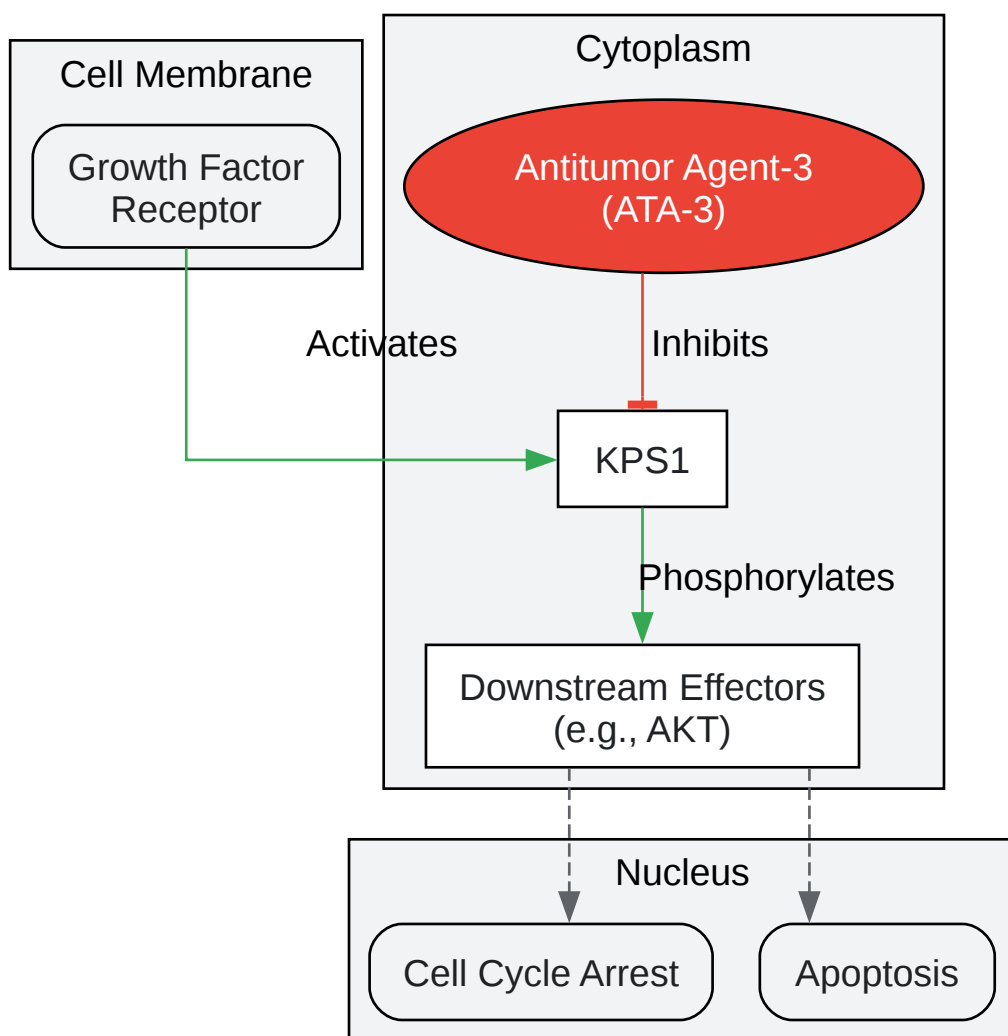 Cell Membrane
Growth Factor
Receptor
Cytoplasm
Antitumor Agent-3
(ATA-3)
Activates
Inhibits
KPS1
Phosphorylates
Downstream Effectors
(e.g., AKT)
Nucleus
Cell Cycle Arrest
Apoptosis